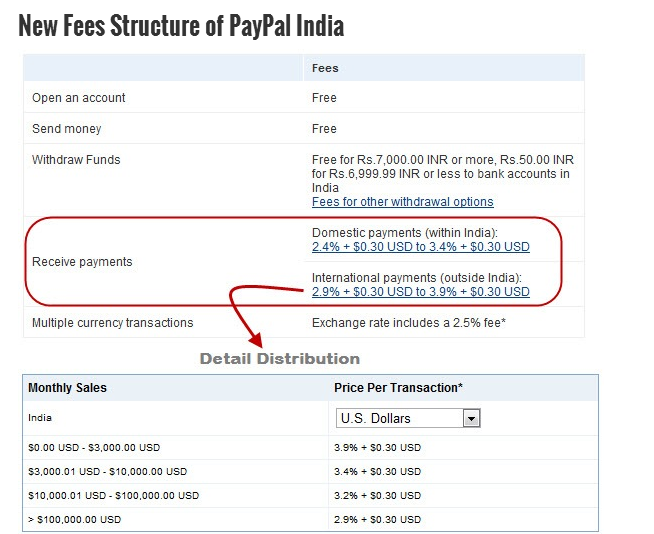 New Fees Structure of PayPal India
Fees
Open an account Free
Send money Free
Withdraw Funds Free for Rs.7,000.00 INR or more, Rs.50.00 INR
for Rs.6,999.99 INR or less to bank accounts in
India
Fees for other withdrawal options
Domestic payments (within India):
2.4% + $0.30 USD to 3.4% + $0.30 USD
Receive payments
International payments (outside India):
2.9% + $0.30 USD to 3.9% + $0.30 USD
Multiple currency transactions Exchange rate includes a 2.5% fee*
Detail Distribution
Monthly Sales Price Per Transaction*
India U.S. Dollars
$0.00 USD - $3,000.00 USD 3.9% + $0.30 USD
$3,000.01 USD - $10,000.00 USD 3.4% + $0.30 USD
$10,000.01 USD - $100,000.00 USD 3.2% + $0.30 USD
> $100,000.00 USD 2.9% + $0.30 USD